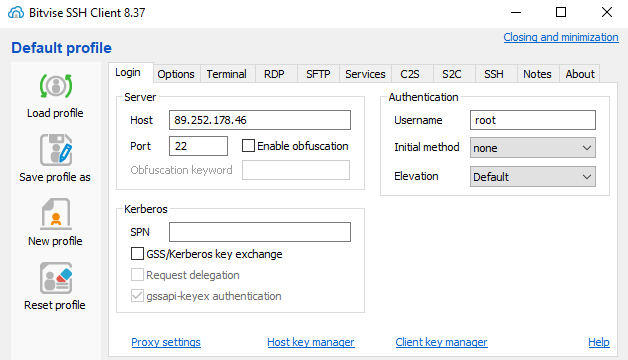 Bitvise SSH Client 8.37
Default profile
Closing and minimization
Load profile
Save profile as
New profile
Reset profile
Login Options Terminal RDP SFTP Services C2S S2C SSH Notes About
Server
Host 89.252.178.46
Port 22 Enable obfuscation
Obfuscation keyword
Kerberos
SPN
GSS/Kerberos key exchange
Request delegation
gssapi-keyex authentication
Authentication
Username root
Initial method none
Elevation Default
Proxy settings Host key manager Client key manager Help